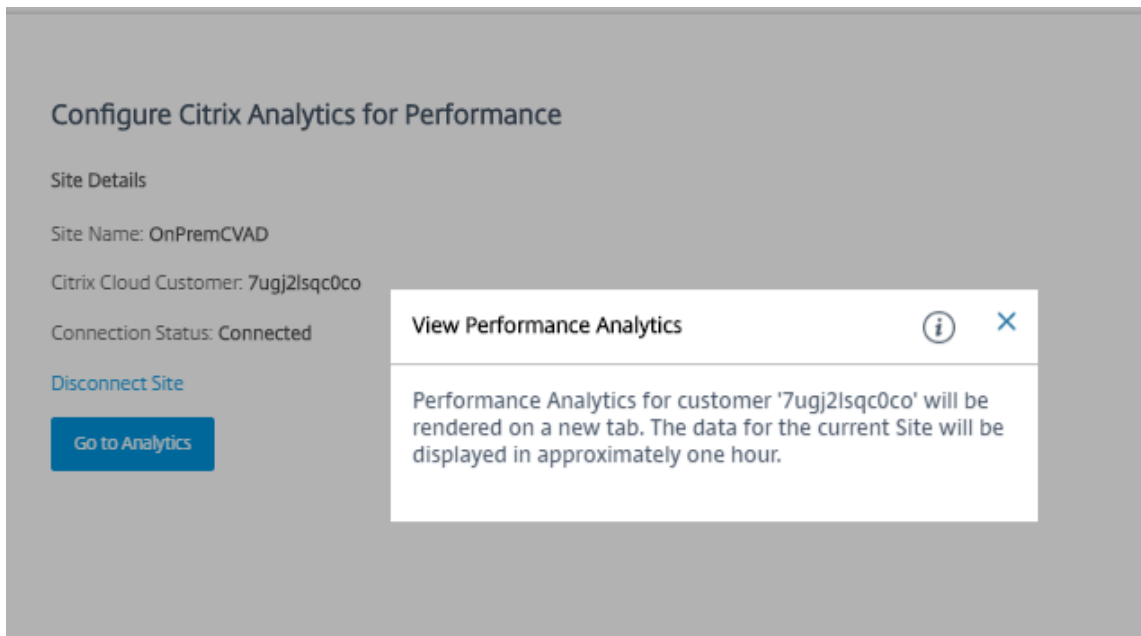 Configure Citrix Analytics for Performance
Site Details
Site Name: OnPremCVAD
Citrix Cloud Customer: 7ugj2lsqc0co
Connection Status: Connected
Disconnect Site
Go to Analytics
View Performance Analytics
Performance Analytics for customer '7ugj2lsqc0co' will be
rendered on a new tab. The data for the current Site will be
displayed in approximately one hour.